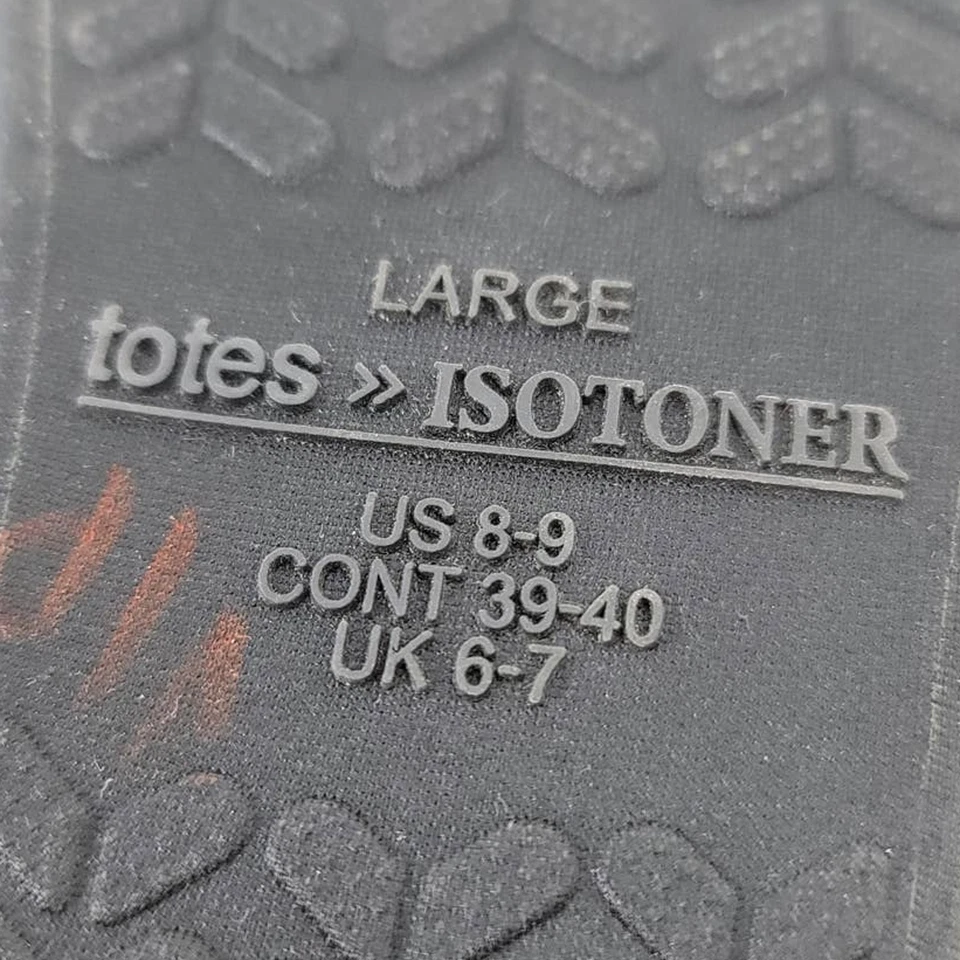 LARGE
totes » ISOTONER
US 8-9
CONT 39-40
UK 6-7